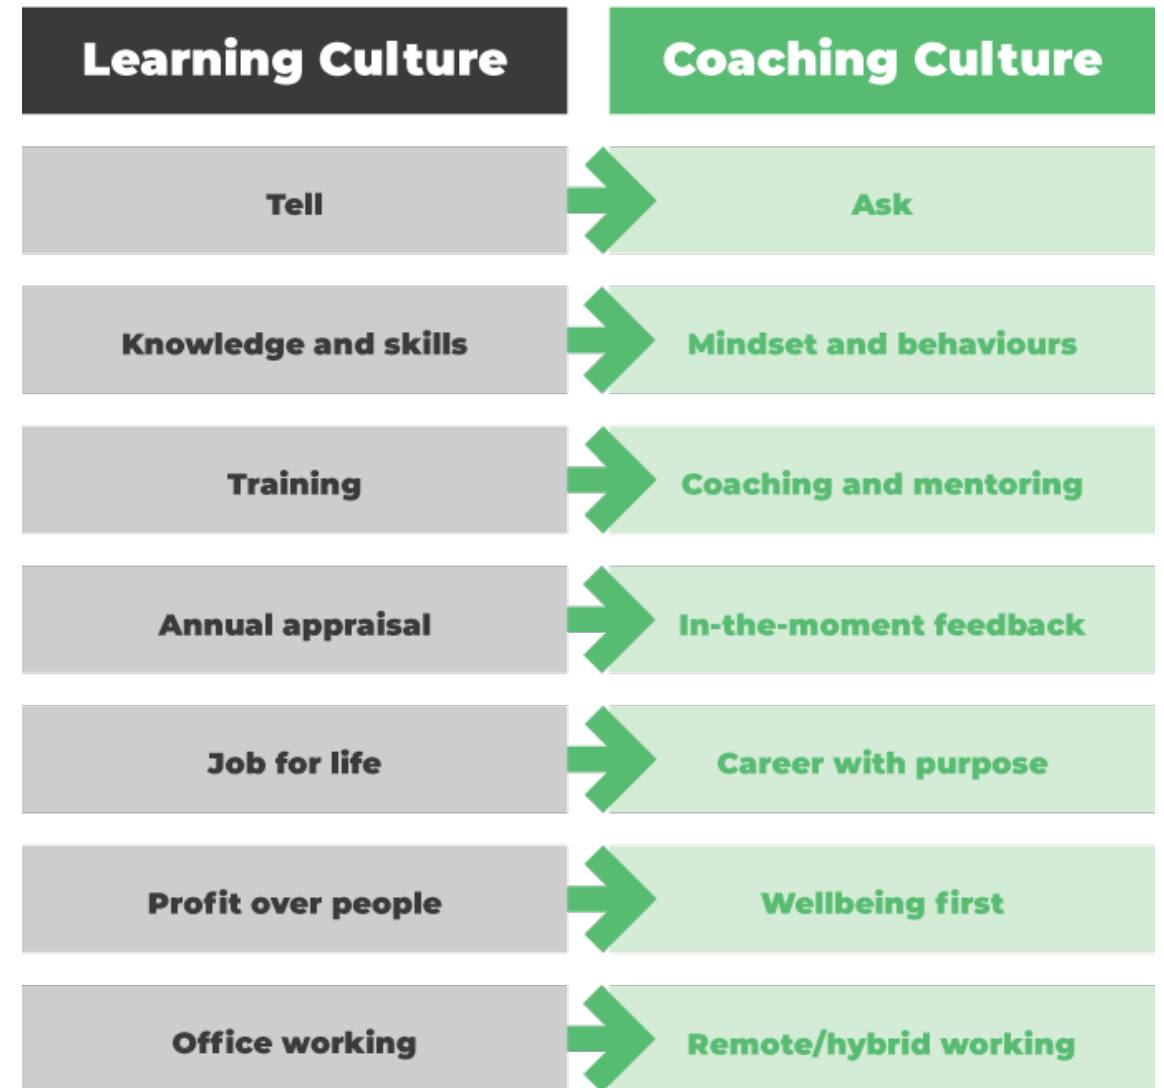 Learning Culture
Coaching Culture
Tell
Ask
Knowledge and skills
Mindset and behaviours
Training
Coaching and mentoring
Annual appraisal
In-the-moment feedback
Job for life
Career with purpose
Profit over people
Wellbeing first
Office working
Remote/hybrid working